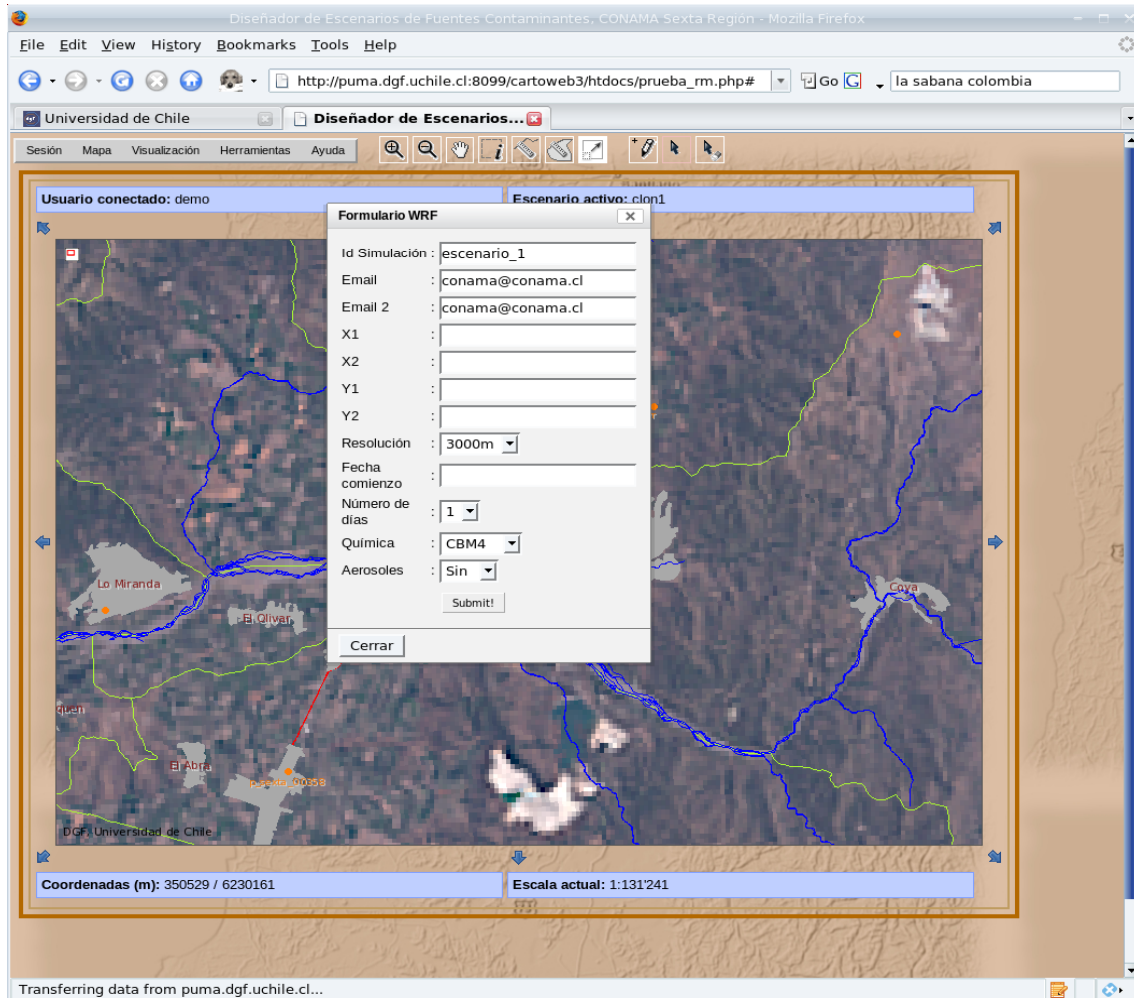 Diseñador de Escenarios de Fuentes Contaminantes, CONAMA Sexta Región - Mozilla Firefox
File Edit View History Bookmarks Tools Help
http://puma.dgf.uchile.cl:8099/cartoweb3/htdocs/prueba_rm.php# Go G la sabana colombia
Universidad de Chile Diseñador de Escenarios...
Sesión Mapa Visualización Herramientas Ayuda
Usuario conectado: demo Escenario activo: clon1
Formulario WRF
Id Simulación : escenario_1
Email : conama@conama.cl
Email 2 : conama@conama.cl
X1 :
X2 :
Y1 :
Y2 :
Resolución : 3000m
Fecha
comienzo :
Número de
días : 1
Química : CBM4
Aerosoles : Sin
Submit!
Cerrar
Lo Miranda
El Olivar
Coya
quen
El Abra
p_sexta_00358
DGF, Universidad de Chile
Coordenadas (m): 350529 / 6230161 Escala actual: 1:131'241
Transferring data from puma.dgf.uchile.cl...